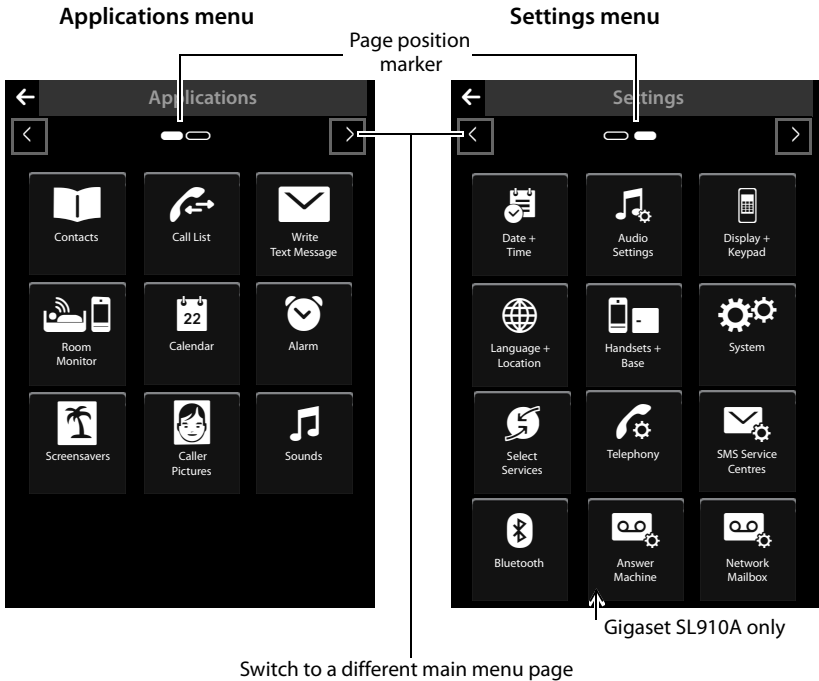 Applications menu
Settings menu
Page position
marker
Applications
Settings
Contacts
Call List
Write
Text Message
Room
Monitor
22
Calendar
Alarm
Screensavers
Caller
Pictures
Sounds
Date +
Time
Audio
Settings
Display +
Keypad
Language +
Location
Handsets +
Base
System
Select
Services
Telephony
SMS Service
Centres
Bluetooth
Answer
Machine
Network
Mailbox
Gigaset SL910A only
Switch to a different main menu page